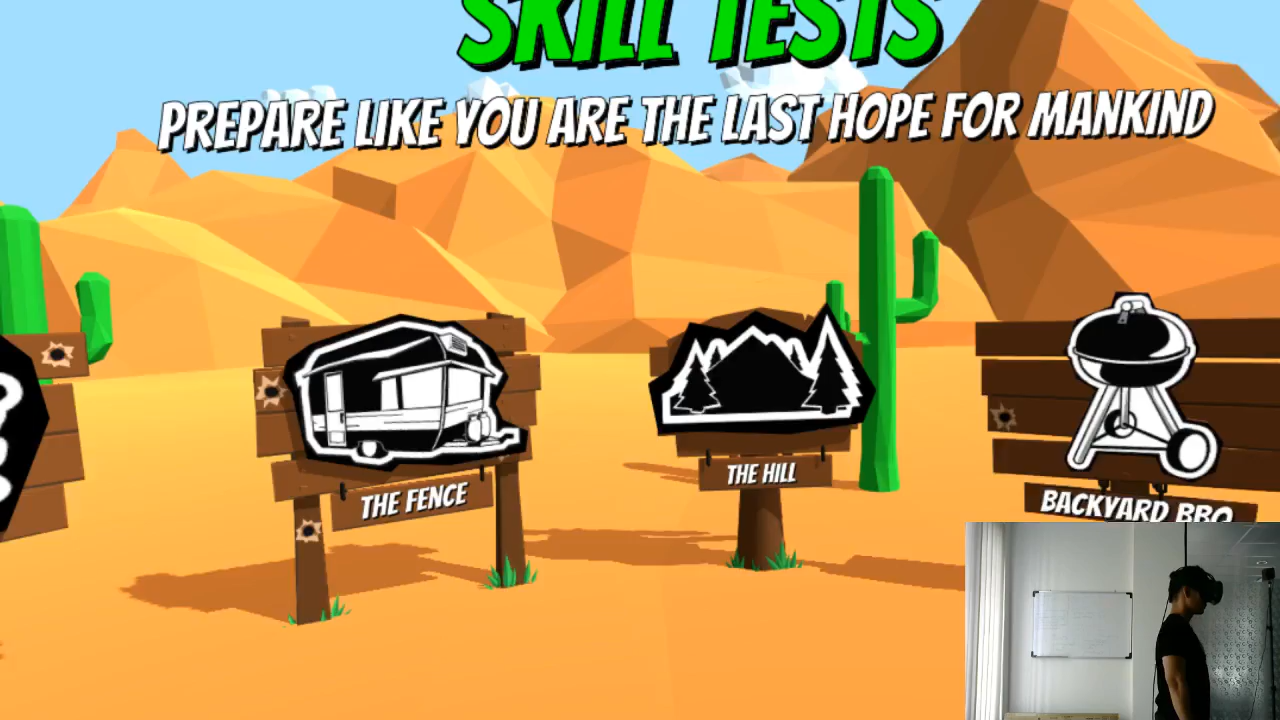 SKILL TESTS
PREPARE LIKE YOU ARE THE LAST HOPE FOR MANKIND
THE FENCE
THE HILL
BACKYARD BBQ